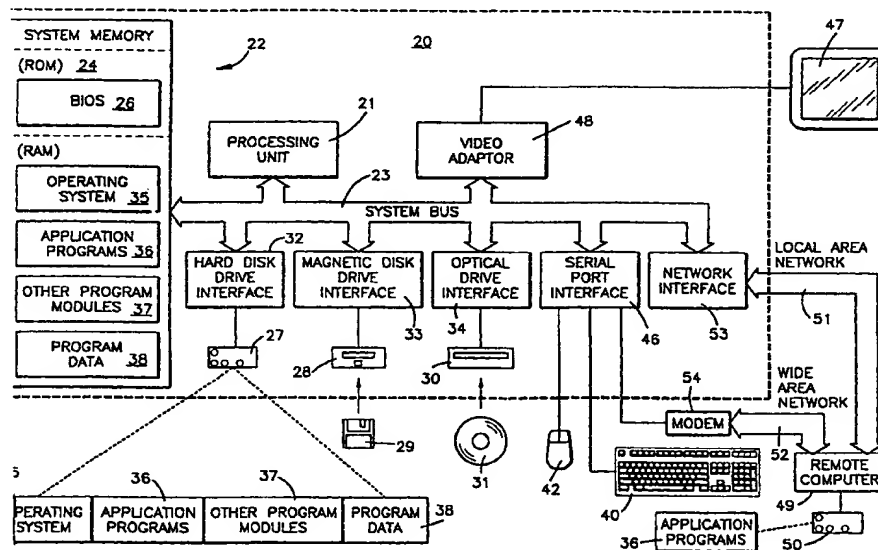 SYSTEM MEMORY
(ROM) 24
BIOS 26
(RAM)
OPERATING
SYSTEM 35
APPLICATION
PROGRAMS 36
OTHER PROGRAM
MODULES 37
PROGRAM
DATA 38
22
20
47
21
PROCESSING
UNIT
48
VIDEO
ADAPTOR
23
SYSTEM BUS
32
HARD DISK
DRIVE
INTERFACE
MAGNETIC DISK
DRIVE
INTERFACE
33
OPTICAL
DRIVE
INTERFACE
34
SERIAL
PORT
INTERFACE
46
NETWORK
INTERFACE
53
LOCAL AREA
NETWORK
51
27
28
30
29
31
42
54
MODEM
WIDE
AREA
NETWORK
52
40
REMOTE
COMPUTER
49
50
APPLICATION
PROGRAMS
36
PERATING
SYSTEM
36
APPLICATION
PROGRAMS
37
OTHER PROGRAM
MODULES
PROGRAM
DATA
38